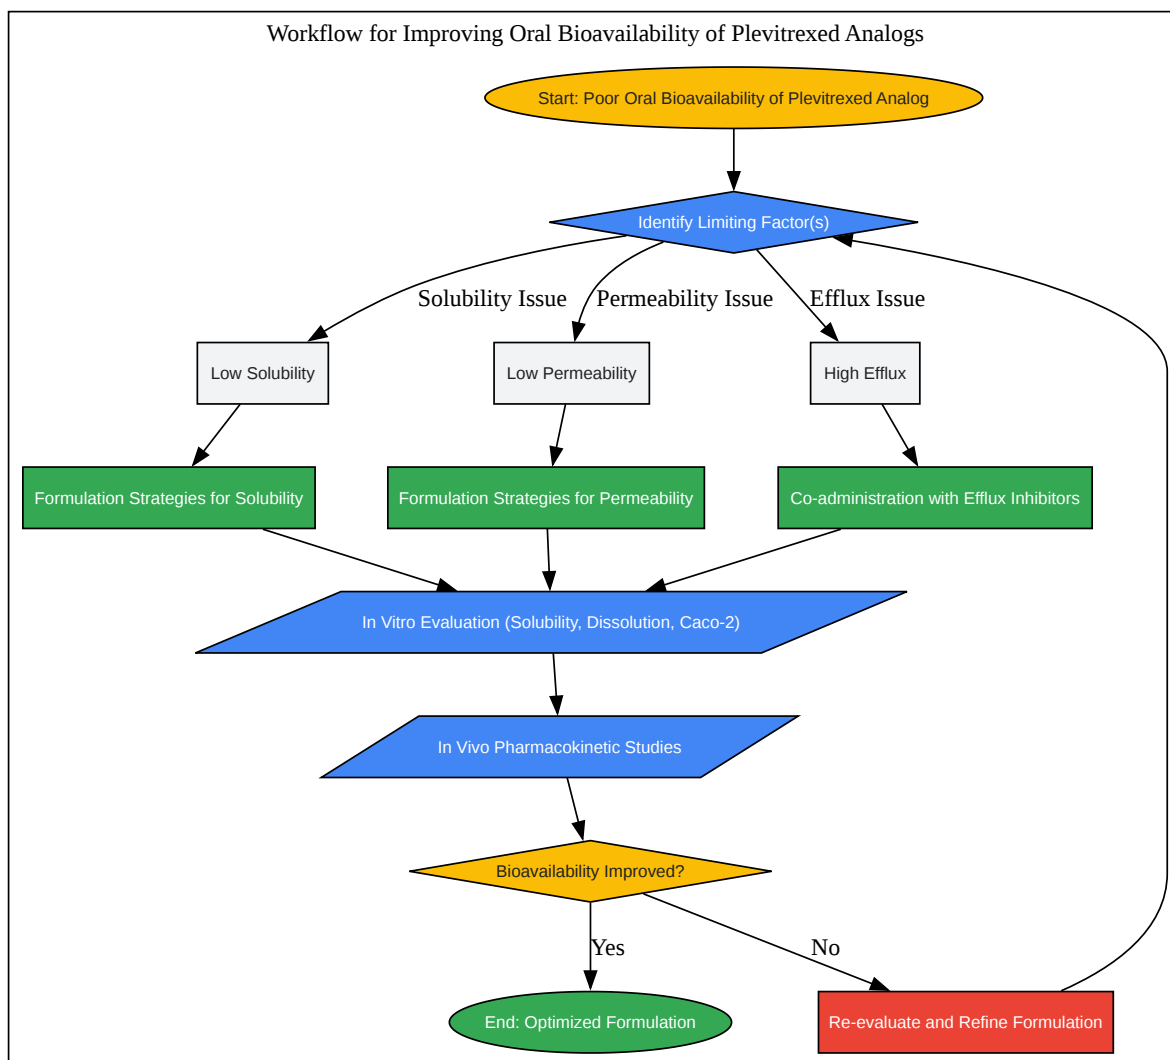 Workflow for Improving Oral Bioavailability of Plevitrexed Analogs
Start: Poor Oral Bioavailability of Plevitrexed Analog
Identify Limiting Factor(s)
Solubility Issue
Permeability Issue
Efflux Issue
Low Solubility
Low Permeability
High Efflux
Formulation Strategies for Solubility
Formulation Strategies for Permeability
Co-administration with Efflux Inhibitors
In Vitro Evaluation (Solubility, Dissolution, Caco-2)
In Vivo Pharmacokinetic Studies
Bioavailability Improved?
Yes
No
End: Optimized Formulation
Re-evaluate and Refine Formulation